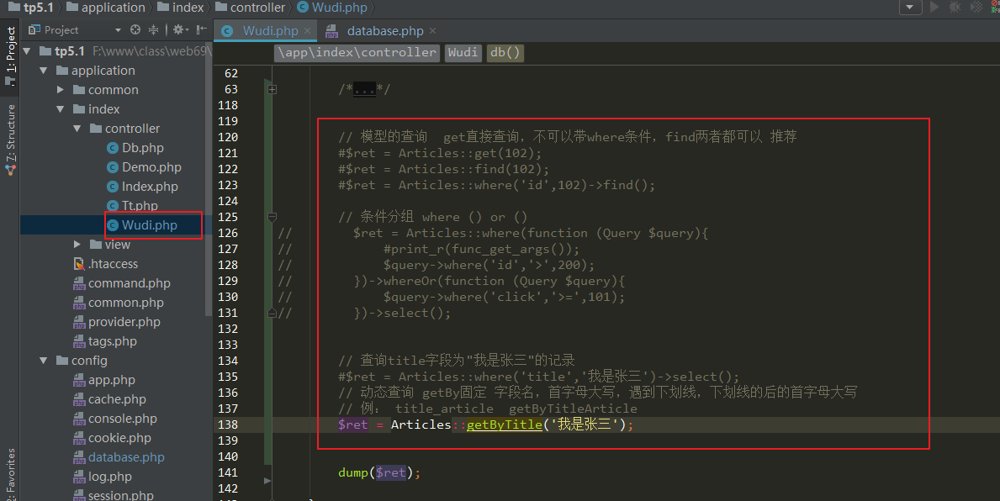 tp5.1 application index controller Wudi.php
Project
Wudi.php × database.php ×
\app\index\controller Wudi db()
1: Project
7: Structure
2: Favorites
tp5.1 F:\www\class\web69\
application
common
index
controller
Db.php
Demo.php
Index.php
Tt.php
Wudi.php
view
.htaccess
command.php
common.php
provider.php
tags.php
config
app.php
cache.php
console.php
cookie.php
database.php
log.php
session.php
62
63 /*...*/
118
119
120 // 模型的查询 get直接查询，不可以带where条件，find两者都可以 推荐
121 #$ret = Articles::get(102);
122 #$ret = Articles::find(102);
123 #$ret = Articles::where('id',102)->find();
124
125 // 条件分组 where () or ()
126 // $ret = Articles::where(function (Query $query){
127 // #print_r(func_get_args());
128 // $query->where('id','>',200);
129 // })->whereOr(function (Query $query){
130 // $query->where('click','>=',101);
131 // })->select();
132
133
134 // 查询title字段为"我是张三"的记录
135 #$ret = Articles::where('title','我是张三')->select();
136 // 动态查询 getBy固定 字段名，首字母大写，遇到下划线，下划线的后的首字母大写
137 // 例： title_article getByTitleArticle
138 $ret = Articles::getByTitle('我是张三');
139
140
141 dump($ret);
142